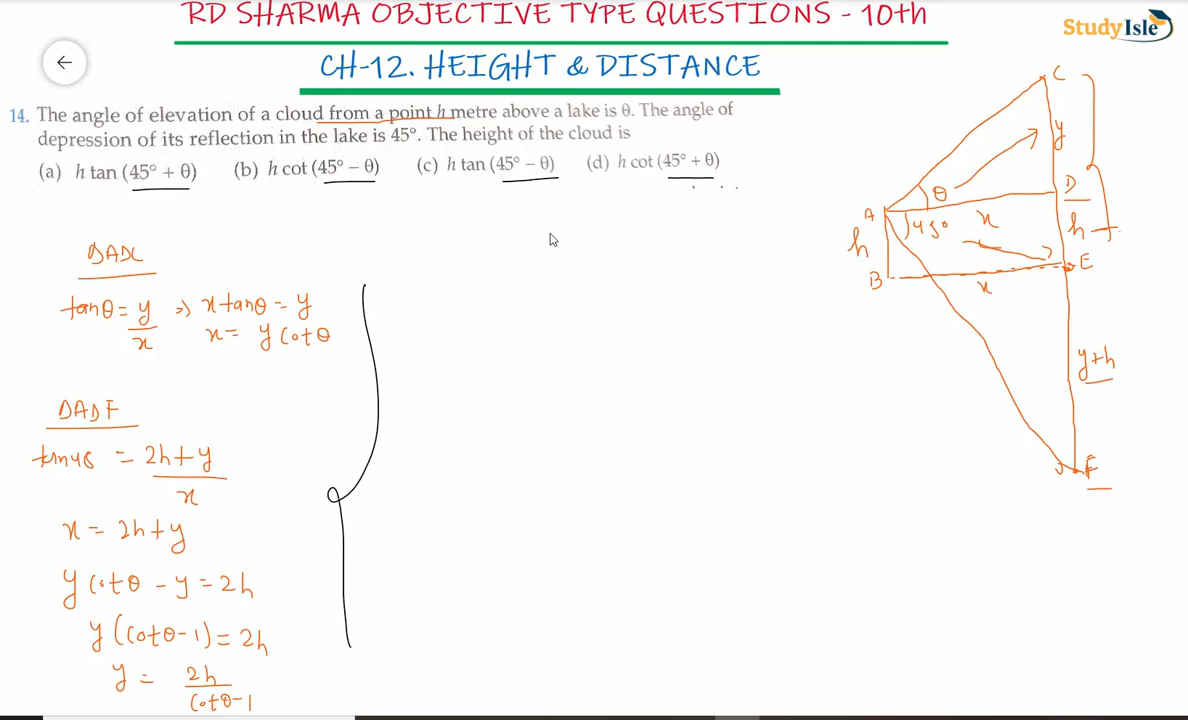 RD SHARMA OBJECTIVE TYPE QUESTIONS - 10th
StudyIsle
CH-12. HEIGHT & DISTANCE
14. The angle of elevation of a cloud from a point h metre above a lake is θ. The angle of
depression of its reflection in the lake is 45°. The height of the cloud is
(a) h tan (45° + θ) (b) h cot (45° − θ) (c) h tan (45° − θ) (d) h cot (45° + θ)
C
y
θ
D
A
45°
x
h
h
E
B
x
y+h
F
ΔADC
tanθ = y/x ⇒ x tanθ = y
x = y cotθ
ΔADF
tan45 = 2h+y/x
x = 2h+y
y cotθ - y = 2h
y (cotθ-1) = 2h
y = 2h/cotθ-1